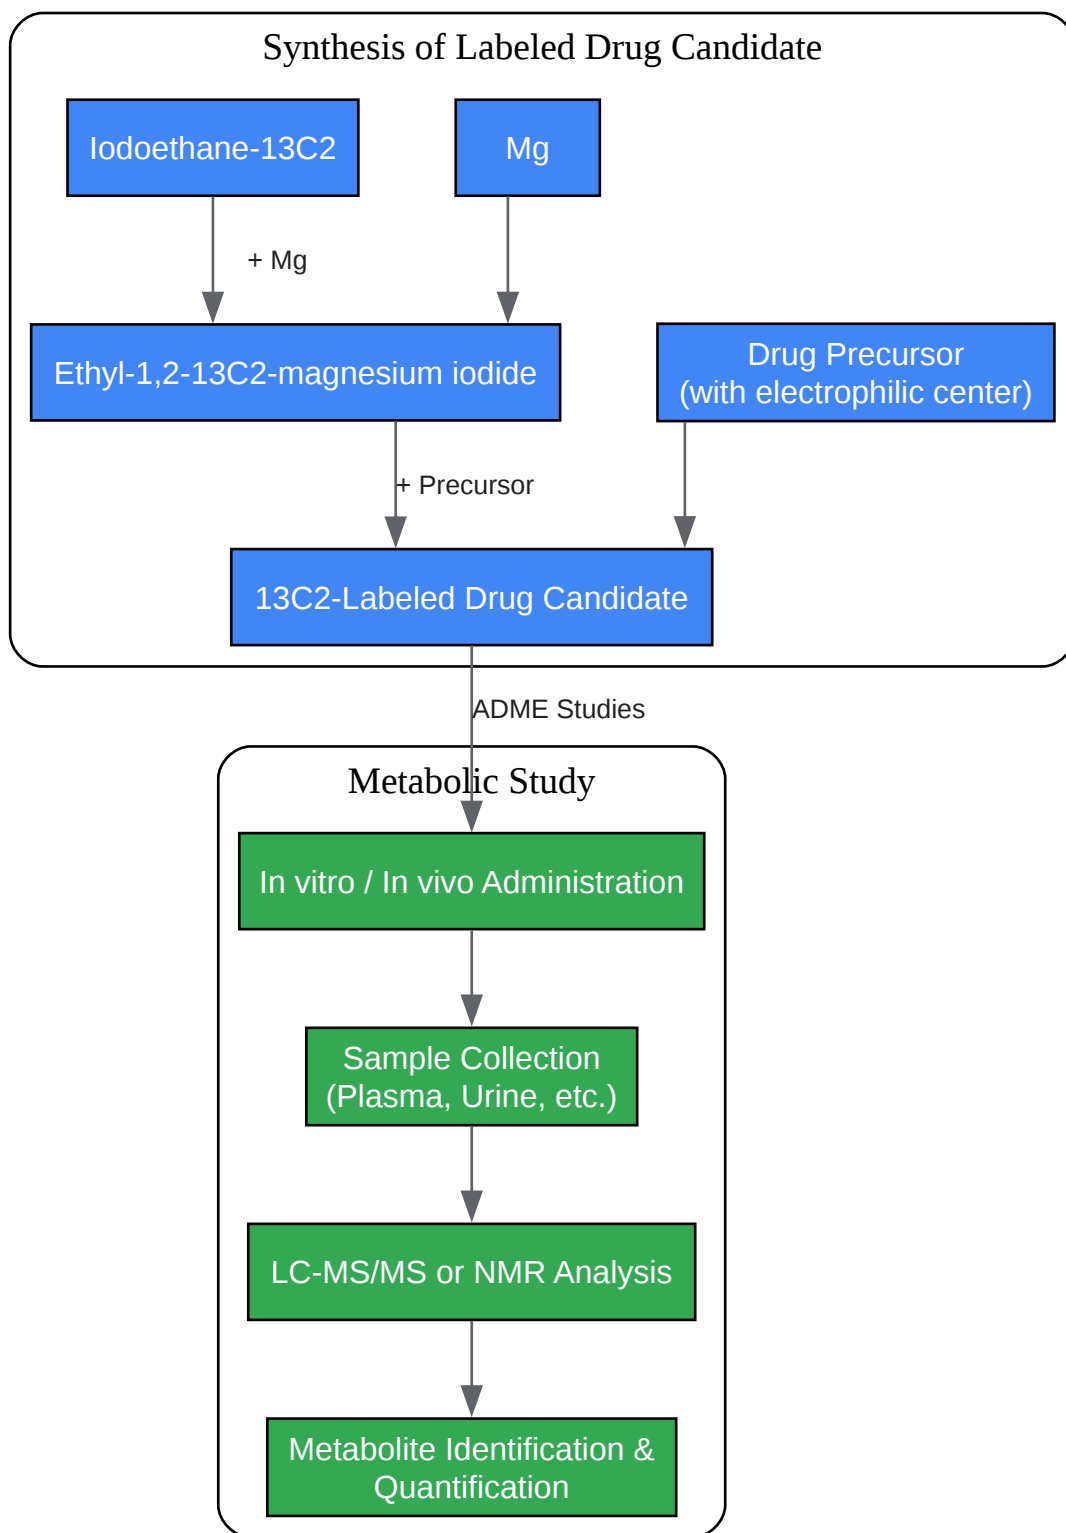 Synthesis of Labeled Drug Candidate
Iodoethane-13C2
Mg
+ Mg
Ethyl-1,2-13C2-magnesium iodide
Drug Precursor
(with electrophilic center)
+ Precursor
13C2-Labeled Drug Candidate
ADME Studies
Metabolic Study
In vitro / In vivo Administration
Sample Collection
(Plasma, Urine, etc.)
LC-MS/MS or NMR Analysis
Metabolite Identification &
Quantification